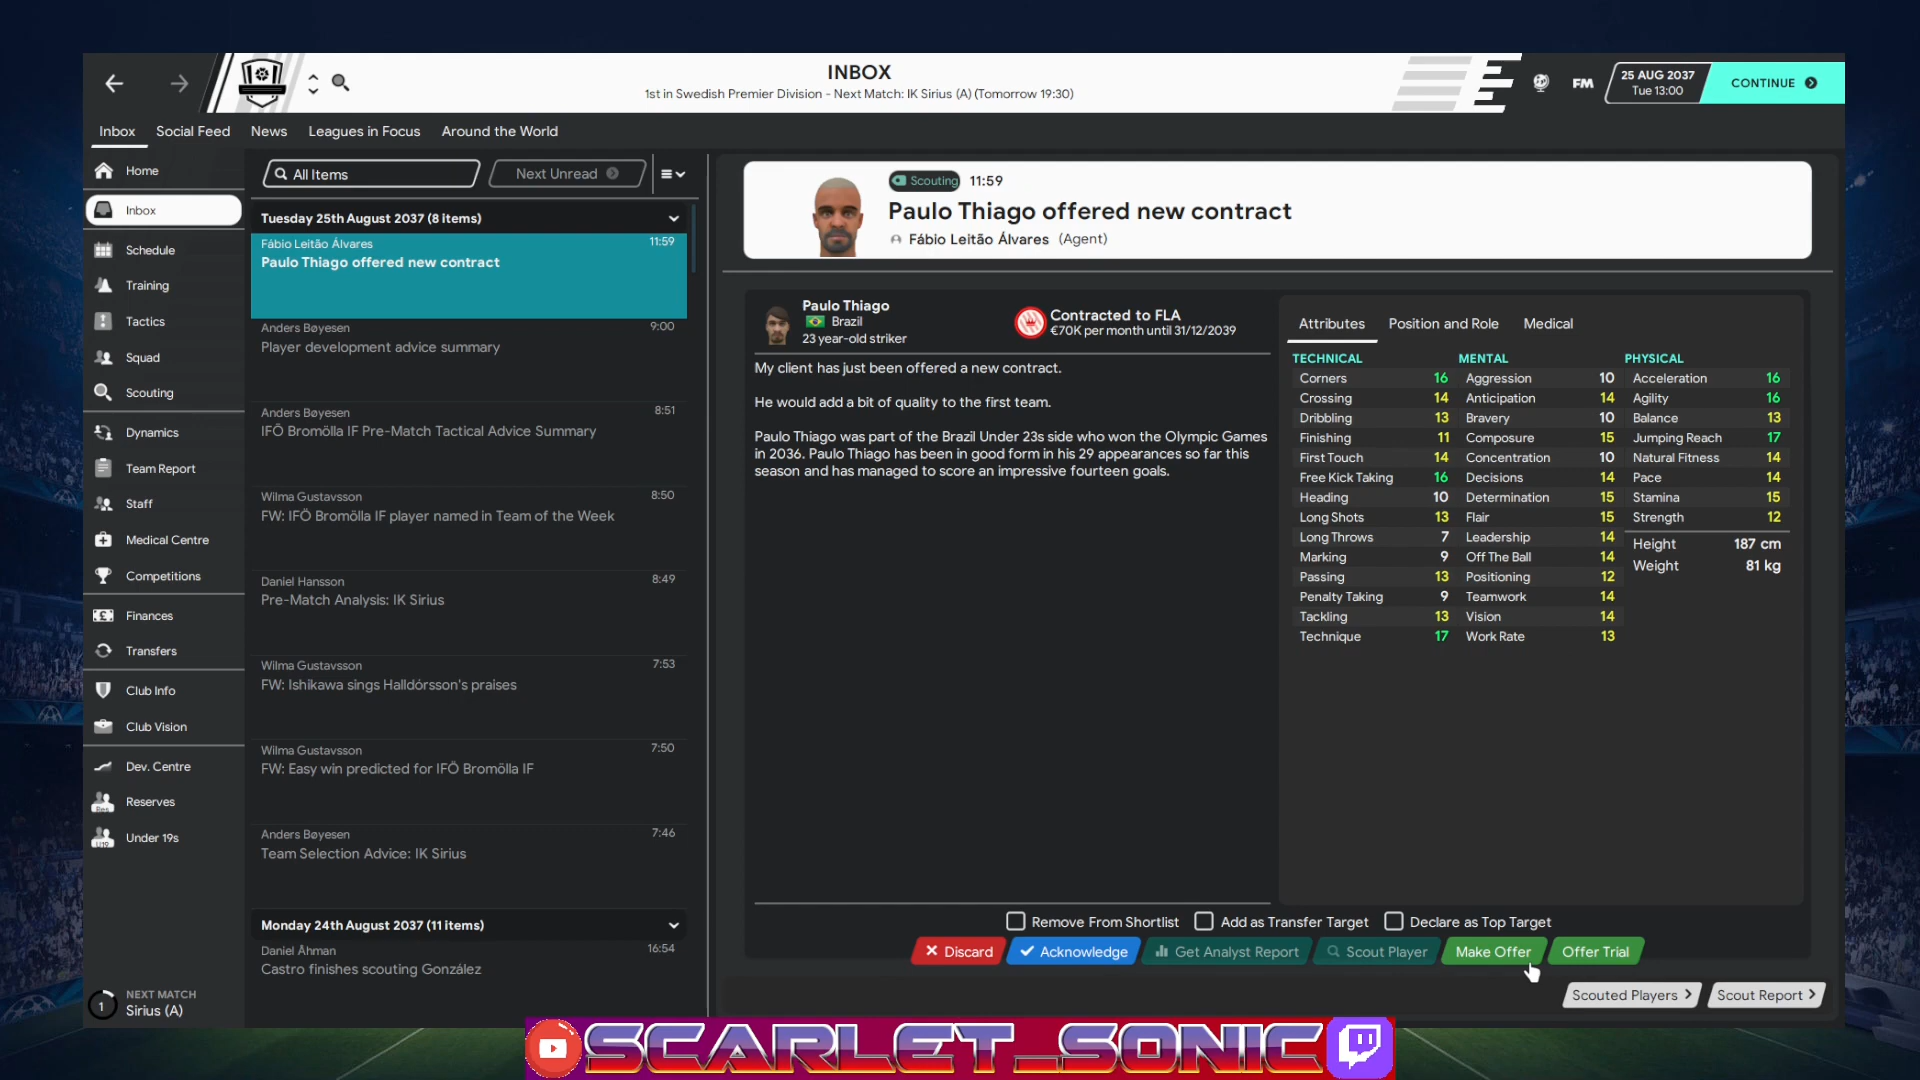 INBOX
1st in Swedish Premier Division - Next Match: IK Sirius (A) (Tomorrow 19:30)
FM
25 AUG 2037
Tue 13:00
CONTINUE
Inbox
Social Feed
News
Leagues in Focus
Around the World
Home
Inbox
Schedule
Training
Tactics
Squad
Scouting
Dynamics
Team Report
Staff
Medical Centre
Competitions
Finances
Transfers
Club Info
Club Vision
Dev. Centre
Reserves
Under 19s
1
NEXT MATCH
Sirius (A)
All Items
Next Unread
Tuesday 25th August 2037 (8 items)
Fábio Leitão Álvares 11:59
Paulo Thiago offered new contract
Anders Bøyesen 9:00
Player development advice summary
Anders Bøyesen 8:51
IFÖ Bromölla IF Pre-Match Tactical Advice Summary
Wilma Gustavsson 8:50
FW: IFÖ Bromölla IF player named in Team of the Week
Daniel Hansson 8:49
Pre-Match Analysis: IK Sirius
Wilma Gustavsson 7:53
FW: Ishikawa sings Halldórsson's praises
Wilma Gustavsson 7:50
FW: Easy win predicted for IFÖ Bromölla IF
Anders Bøyesen 7:46
Team Selection Advice: IK Sirius
Monday 24th August 2037 (11 items)
Daniel Åhman 16:54
Castro finishes scouting González
Scouting 11:59
Paulo Thiago offered new contract
Fábio Leitão Álvares (Agent)
Paulo Thiago
Brazil
23 year-old striker
Contracted to FLA
€70K per month until 31/12/2039
My client has just been offered a new contract.
He would add a bit of quality to the first team.
Paulo Thiago was part of the Brazil Under 23s side who won the Olympic Games
in 2036. Paulo Thiago has been in good form in his 29 appearances so far this
season and has managed to score an impressive fourteen goals.
Attributes Position and Role Medical
TECHNICAL MENTAL PHYSICAL
Corners 16 Aggression 10 Acceleration 16
Crossing 14 Anticipation 14 Agility 16
Dribbling 13 Bravery 10 Balance 13
Finishing 11 Composure 15 Jumping Reach 17
First Touch 14 Concentration 10 Natural Fitness 14
Free Kick Taking 16 Decisions 14 Pace 14
Heading 10 Determination 15 Stamina 15
Long Shots 13 Flair 15 Strength 12
Long Throws 7 Leadership 14 Height 187 cm
Marking 9 Off The Ball 14 Weight 81 kg
Passing 13 Positioning 12
Penalty Taking 9 Teamwork 14
Tackling 13 Vision 14
Technique 17 Work Rate 13
Remove From Shortlist Add as Transfer Target Declare as Top Target
Discard Acknowledge Get Analyst Report Scout Player Make Offer Offer Trial
Scouted Players Scout Report
SCARLET_SONIC